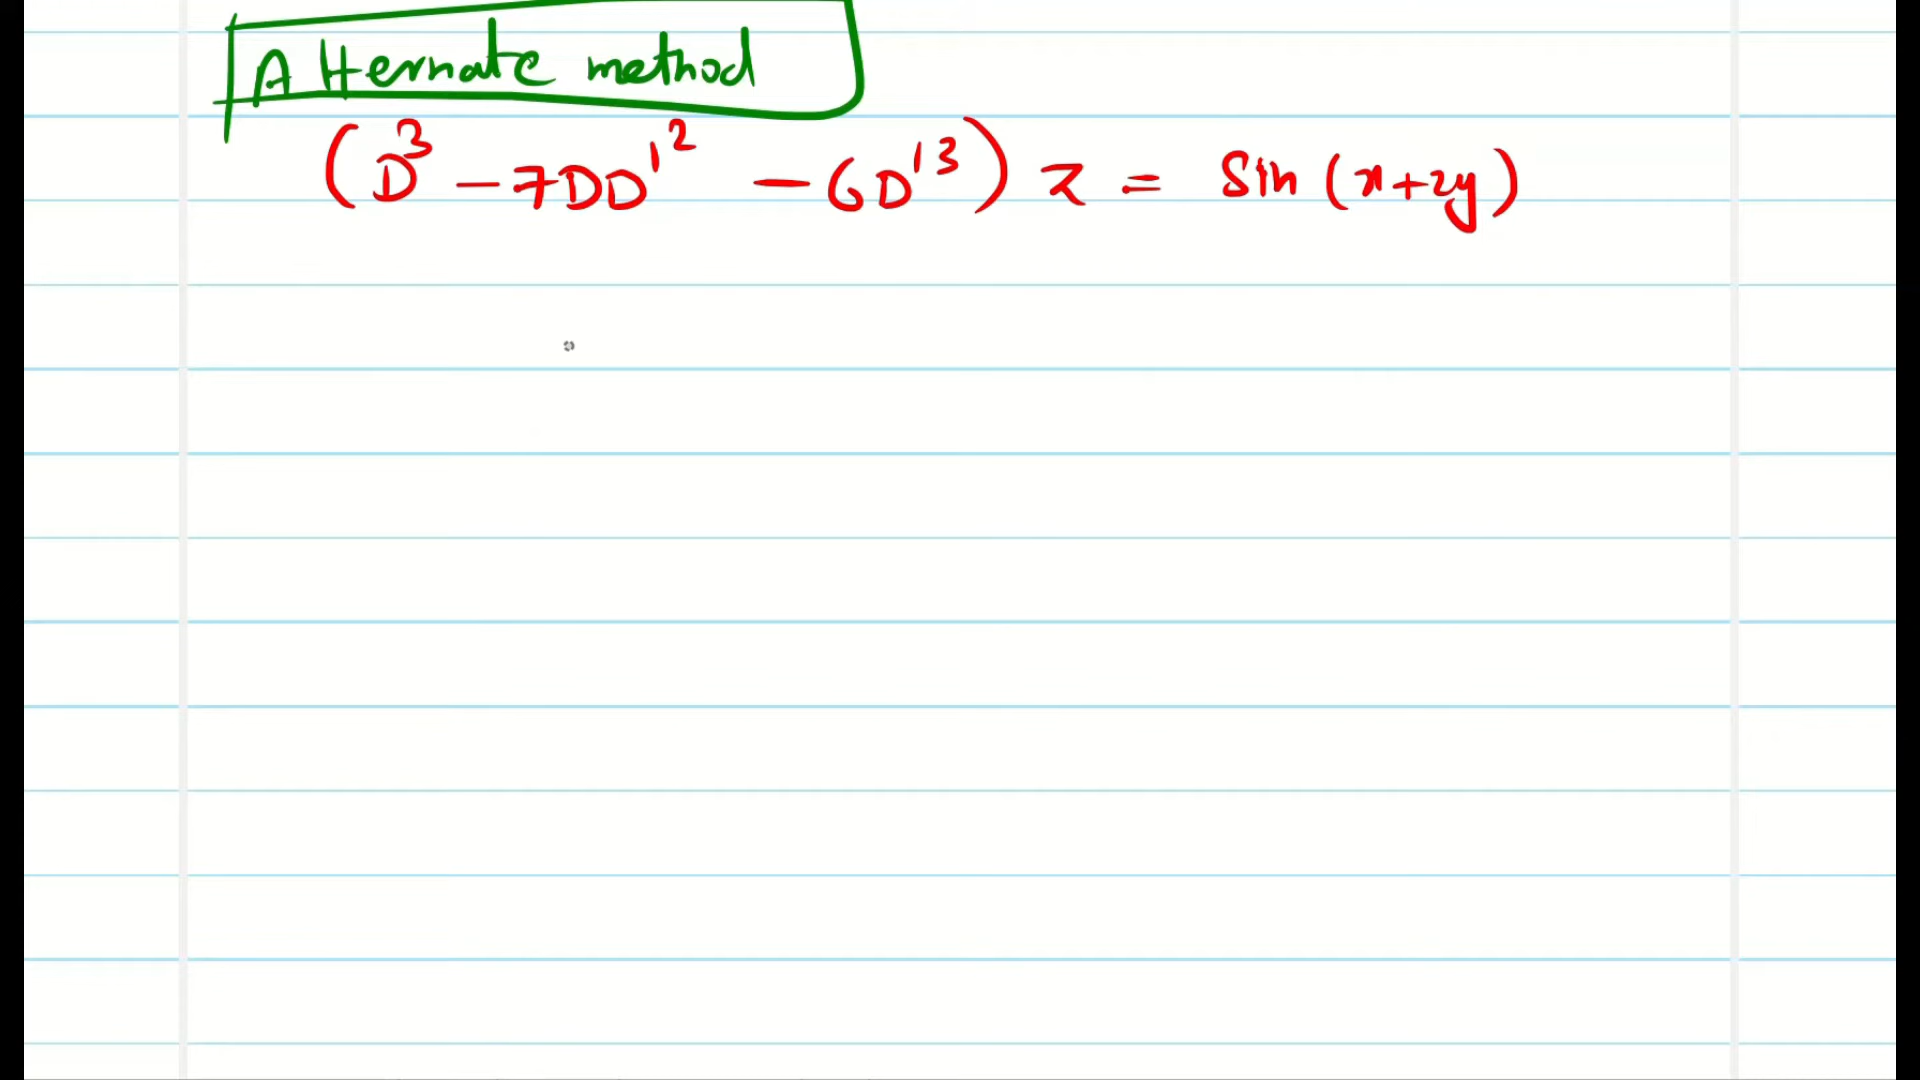 Alternate method
(D³ - 7DD'² - 6D'³) z = Sin (x+2y)